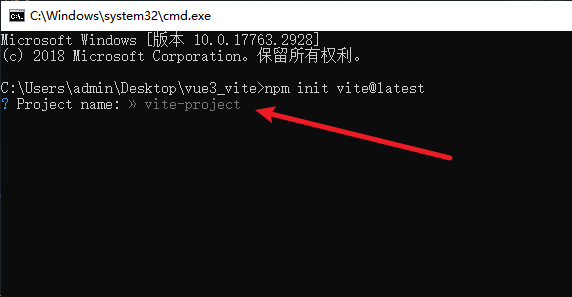 C:\Windows\system32\cmd.exe
Microsoft Windows [版本 10.0.17763.2928]
(c) 2018 Microsoft Corporation。保留所有权利。
C:\Users\admin\Desktop\vue3_vite>npm init vite@latest
? Project name: » vite-project